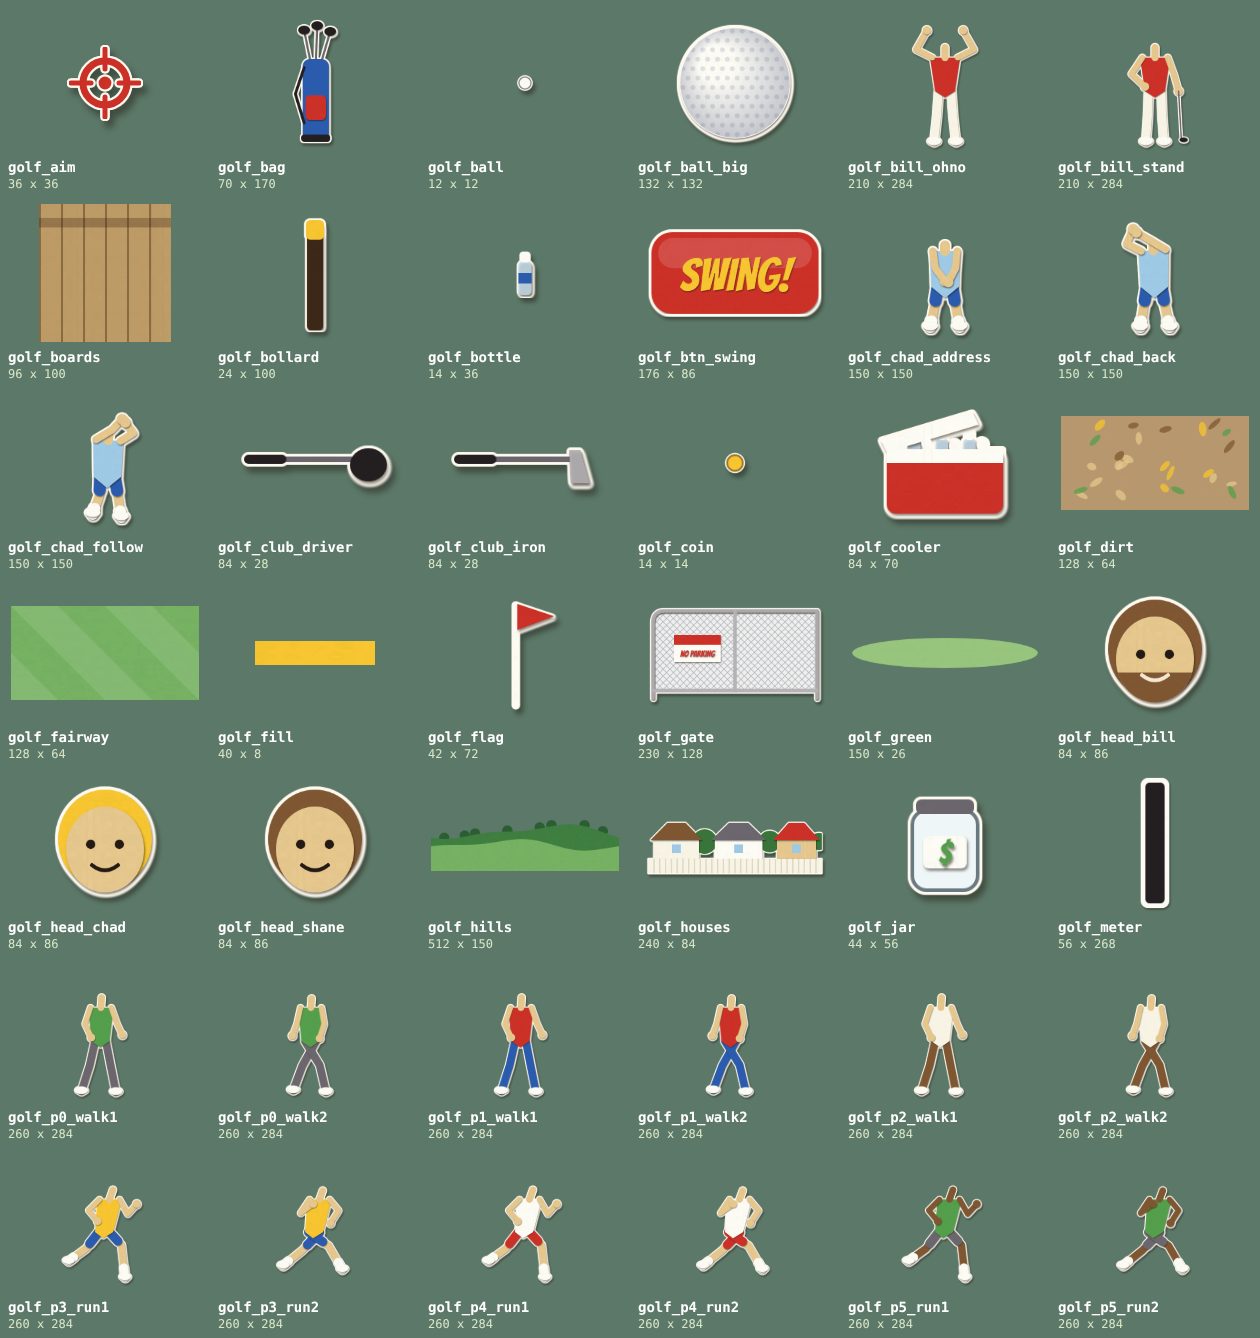 golf_aim
36 x 36
golf_bag
70 x 170
golf_ball
12 x 12
golf_ball_big
132 x 132
golf_bill_ohno
210 x 284
golf_bill_stand
210 x 284
golf_boards
96 x 100
golf_bollard
24 x 100
golf_bottle
14 x 36
SWING!
golf_btn_swing
176 x 86
golf_chad_address
150 x 150
golf_chad_back
150 x 150
golf_chad_follow
150 x 150
golf_club_driver
84 x 28
golf_club_iron
84 x 28
golf_coin
14 x 14
golf_cooler
84 x 70
golf_dirt
128 x 64
golf_fairway
128 x 64
golf_fill
40 x 8
golf_flag
42 x 72
NO PARKING
golf_gate
230 x 128
golf_green
150 x 26
golf_head_bill
84 x 86
golf_head_chad
84 x 86
golf_head_shane
84 x 86
golf_hills
512 x 150
golf_houses
240 x 84
$
golf_jar
44 x 56
golf_meter
56 x 268
golf_p0_walk1
260 x 284
golf_p0_walk2
260 x 284
golf_p1_walk1
260 x 284
golf_p1_walk2
260 x 284
golf_p2_walk1
260 x 284
golf_p2_walk2
260 x 284
golf_p3_run1
260 x 284
golf_p3_run2
260 x 284
golf_p4_run1
260 x 284
golf_p4_run2
260 x 284
golf_p5_run1
260 x 284
golf_p5_run2
260 x 284